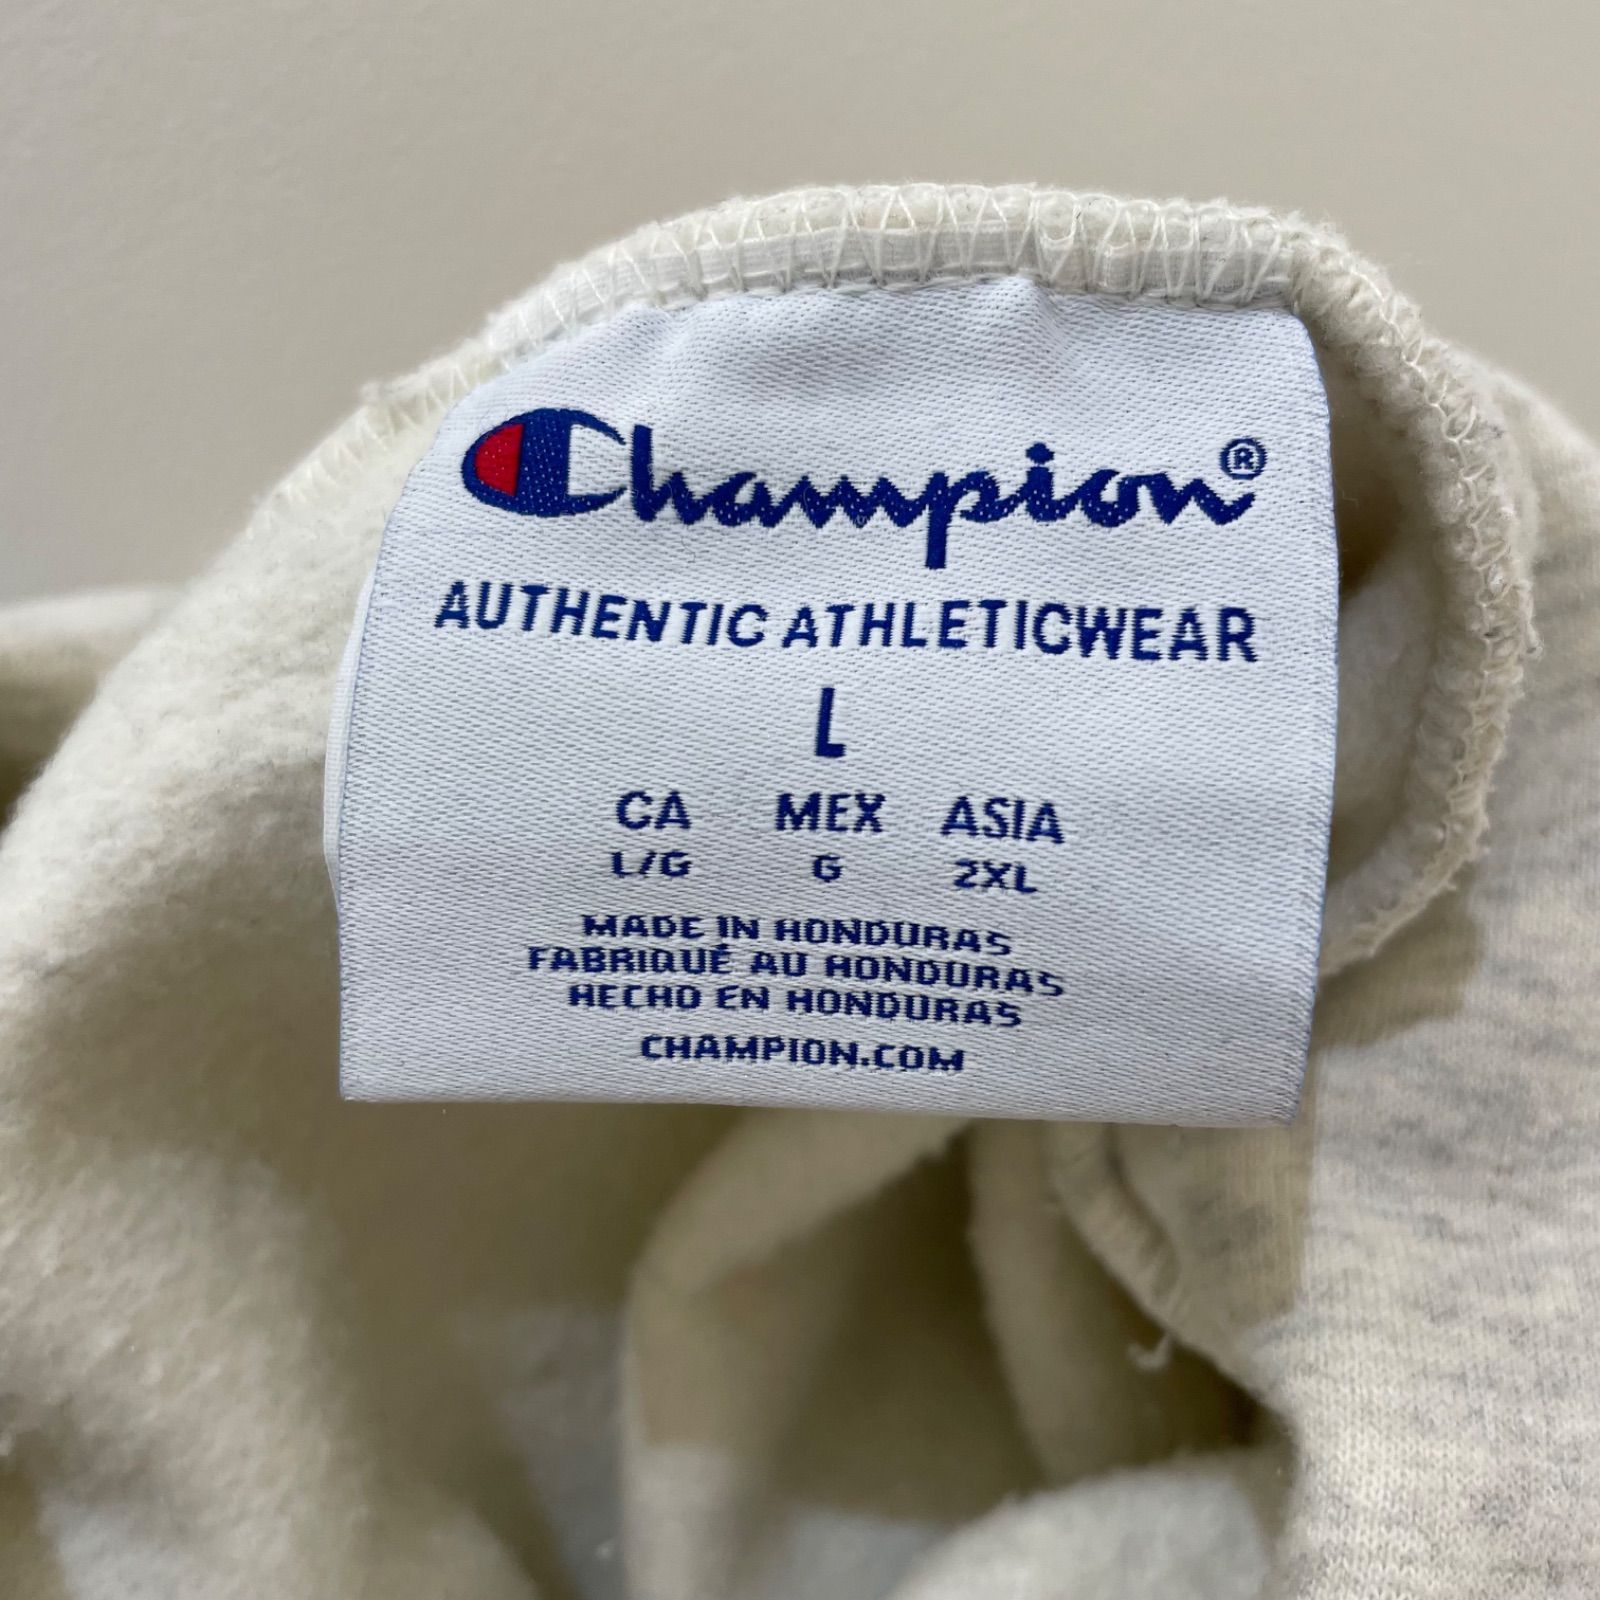 Champion®
AUTHENTIC ATHLETICWEAR
L
CA MEX ASIA
L/G G 2XL
MADE IN HONDURAS
FABRIQUÉ AU HONDURAS
HECHO EN HONDURAS
CHAMPION.COM